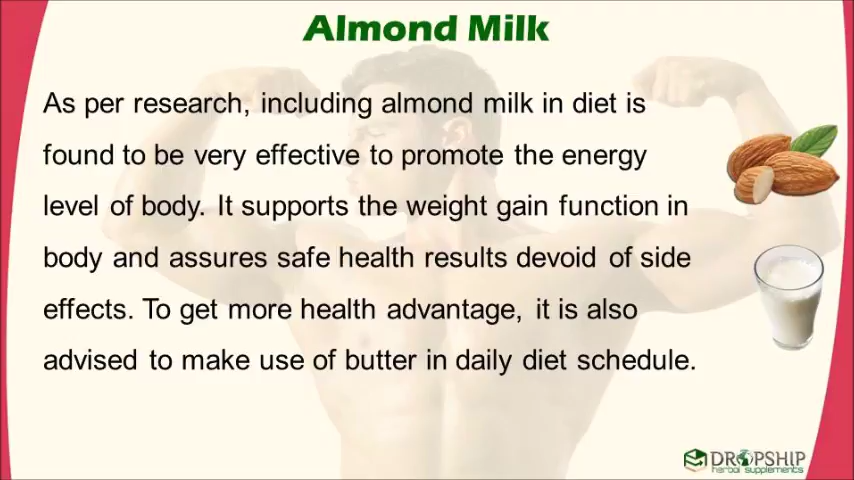 Almond Milk
As per research, including almond milk in diet is
found to be very effective to promote the energy
level of body. It supports the weight gain function in
body and assures safe health results devoid of side
effects. To get more health advantage, it is also
advised to make use of butter in daily diet schedule.
DROPSHIP
herbal supplements